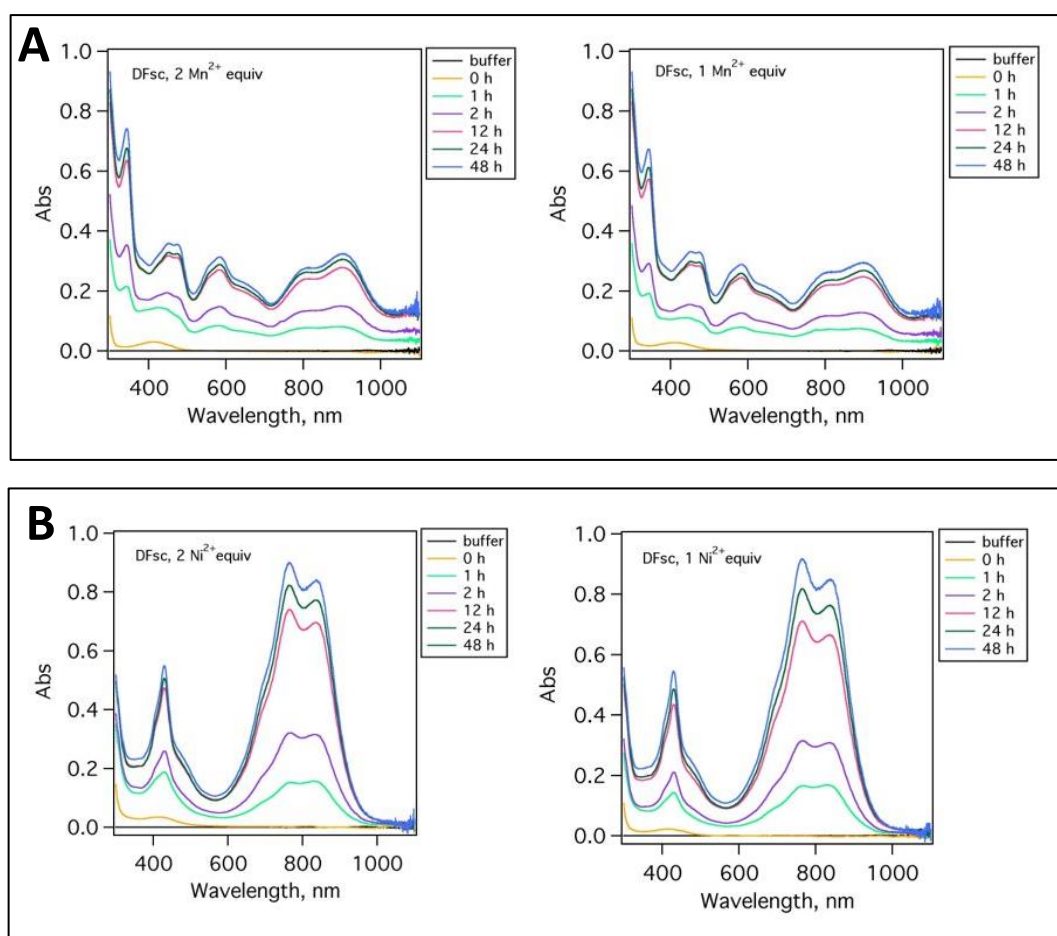 A
DFsc, 2 Mn²⁺ equiv
1.0
0.8
0.6
0.4
0.2
0.0
Abs
400 600 800 1000
Wavelength, nm
buffer
0 h
1 h
2 h
12 h
24 h
48 h
DFsc, 1 Mn²⁺ equiv
1.0
0.8
0.6
0.4
0.2
0.0
Abs
400 600 800 1000
Wavelength, nm
buffer
0 h
1 h
2 h
12 h
24 h
48 h
B
DFsc, 2 Ni²⁺equiv
1.0
0.8
0.6
0.4
0.2
0.0
Abs
400 600 800 1000
Wavelength, nm
buffer
0 h
1 h
2 h
12 h
24 h
48 h
DFsc, 1 Ni²⁺equiv
1.0
0.8
0.6
0.4
0.2
0.0
Abs
400 600 800 1000
Wavelength, nm
buffer
0 h
1 h
2 h
12 h
24 h
48 h